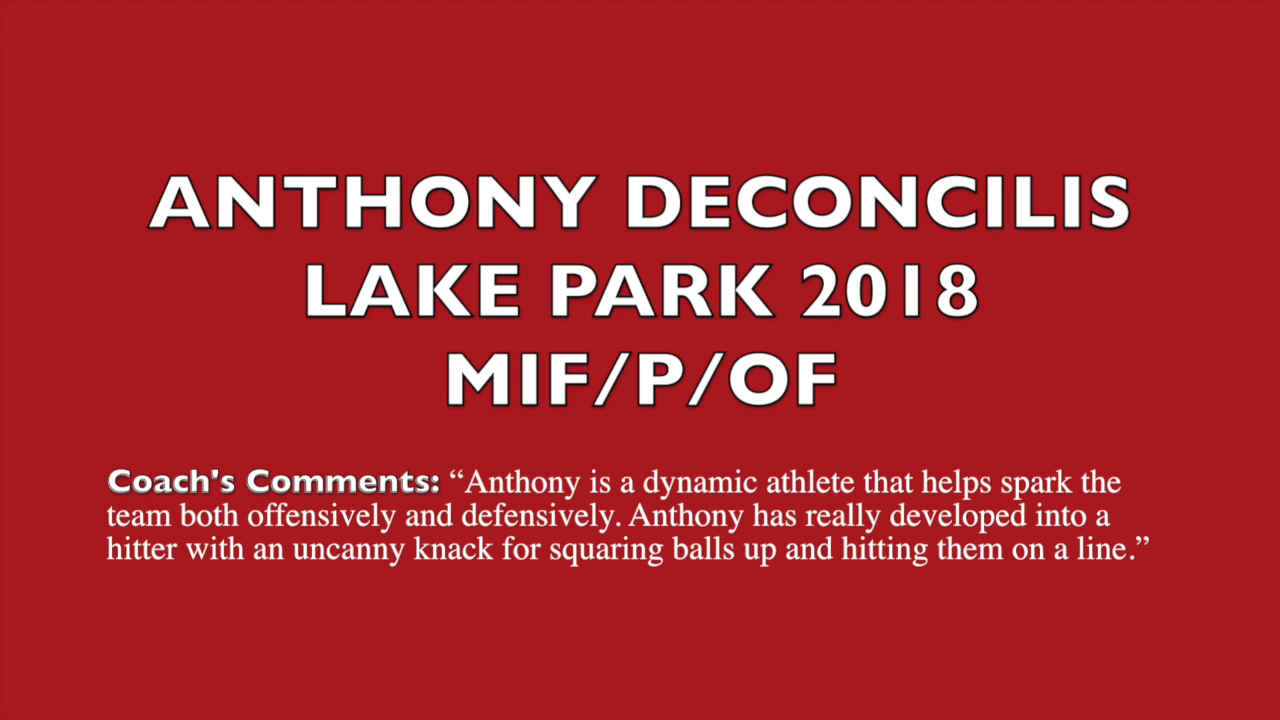 ANTHONY DECONCILIS
LAKE PARK 2018
MIF/P/OF
Coach's Comments: “Anthony is a dynamic athlete that helps spark the
team both offensively and defensively. Anthony has really developed into a
hitter with an uncanny knack for squaring balls up and hitting them on a line.”